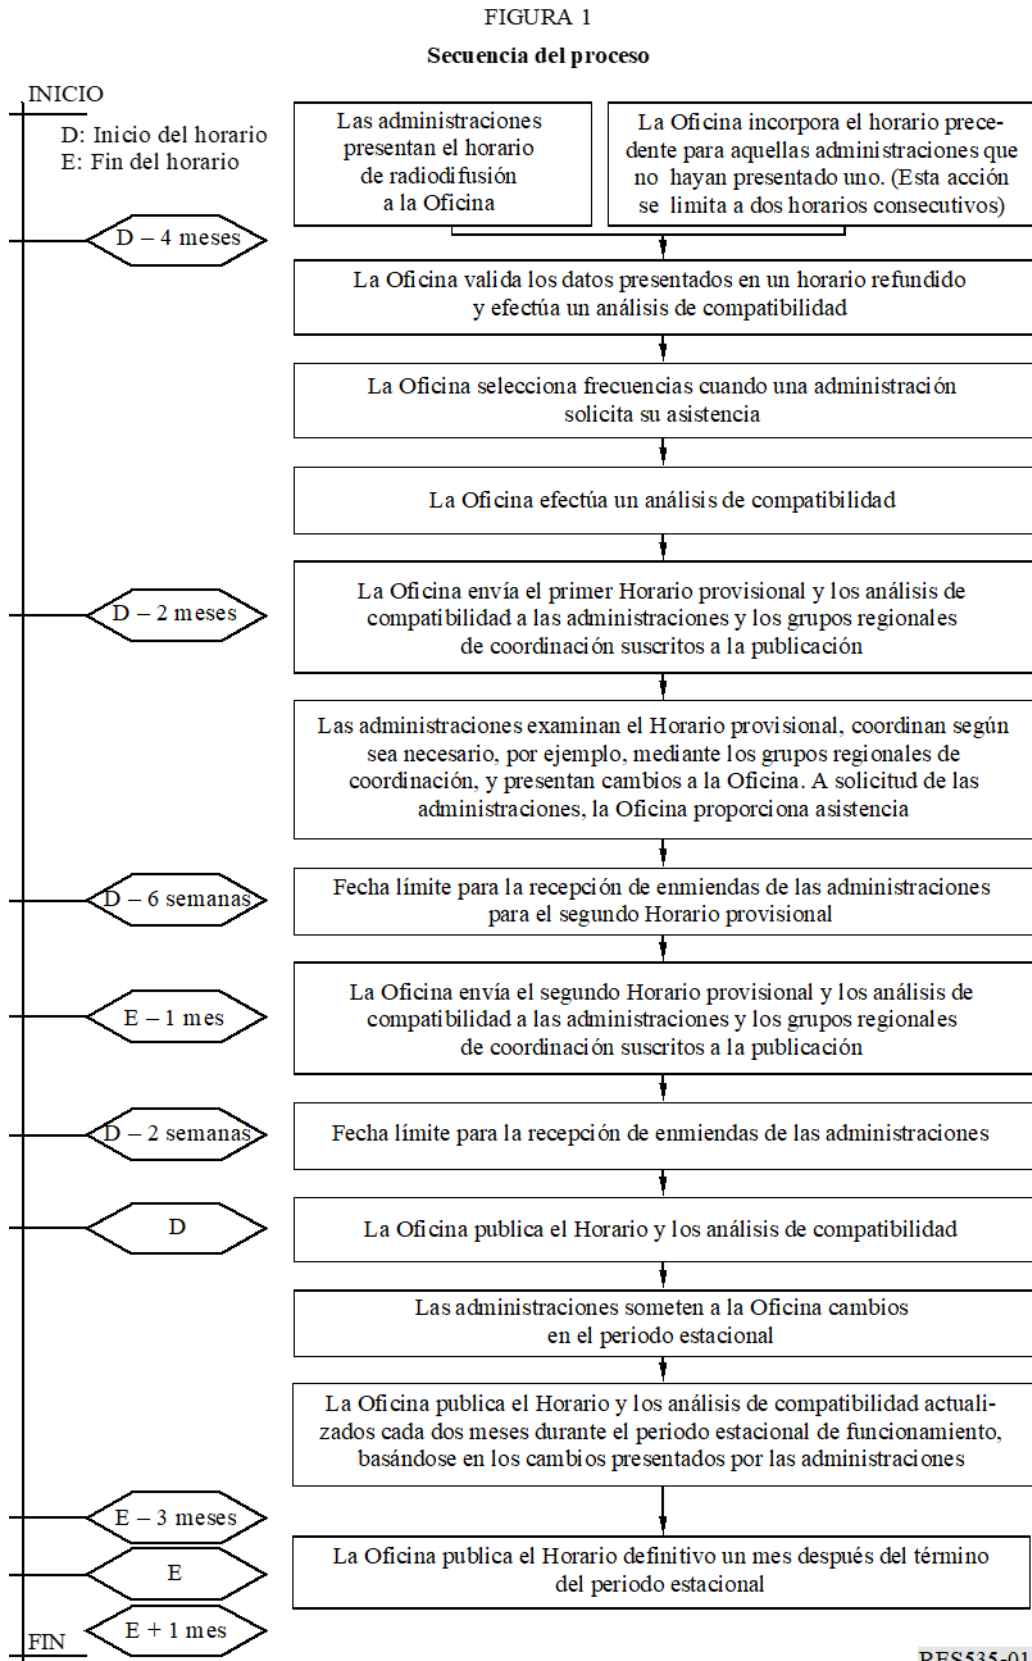 FIGURA 1
Secuencia del proceso
INICIO
D: Inicio del horario
E: Fin del horario
Las administraciones
presentan el horario
de radiodifusión
a la Oficina
La Oficina incorpora el horario prece-
dente para aquellas administraciones que
no hayan presentado uno. (Esta acción
se limita a dos horarios consecutivos)
D – 4 meses
La Oficina valida los datos presentados en un horario refundido
y efectúa un análisis de compatibilidad
La Oficina selecciona frecuencias cuando una administración
solicita su asistencia
La Oficina efectúa un análisis de compatibilidad
D – 2 meses
La Oficina envía el primer Horario provisional y los análisis de
compatibilidad a las administraciones y los grupos regionales
de coordinación suscritos a la publicación
Las administraciones examinan el Horario provisional, coordinan según
sea necesario, por ejemplo, mediante los grupos regionales de
coordinación, y presentan cambios a la Oficina. A solicitud de las
administraciones, la Oficina proporciona asistencia
D – 6 semanas
Fecha límite para la recepción de enmiendas de las administraciones
para el segundo Horario provisional
E – 1 mes
La Oficina envía el segundo Horario provisional y los análisis de
compatibilidad a las administraciones y los grupos regionales
de coordinación suscritos a la publicación
D – 2 semanas
Fecha límite para la recepción de enmiendas de las administraciones
D
La Oficina publica el Horario y los análisis de compatibilidad
Las administraciones someten a la Oficina cambios
en el periodo estacional
La Oficina publica el Horario y los análisis de compatibilidad actuali-
zados cada dos meses durante el periodo estacional de funcionamiento,
basándose en los cambios presentados por las administraciones
E – 3 meses
E
La Oficina publica el Horario definitivo un mes después del término
del periodo estacional
E + 1 mes
FIN
RES535-01